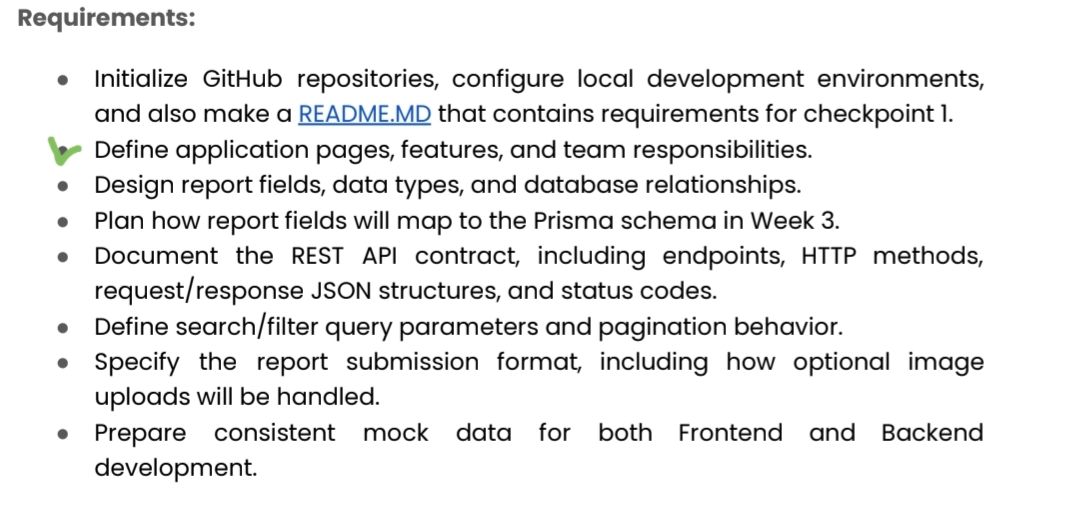 Requirements:
Initialize GitHub repositories, configure local development environments,
and also make a README.MD that contains requirements for checkpoint 1.
Define application pages, features, and team responsibilities.
Design report fields, data types, and database relationships.
Plan how report fields will map to the Prisma schema in Week 3.
Document the REST API contract, including endpoints, HTTP methods,
request/response JSON structures, and status codes.
Define search/filter query parameters and pagination behavior.
Specify the report submission format, including how optional image
uploads will be handled.
Prepare consistent mock data for both Frontend and Backend
development.